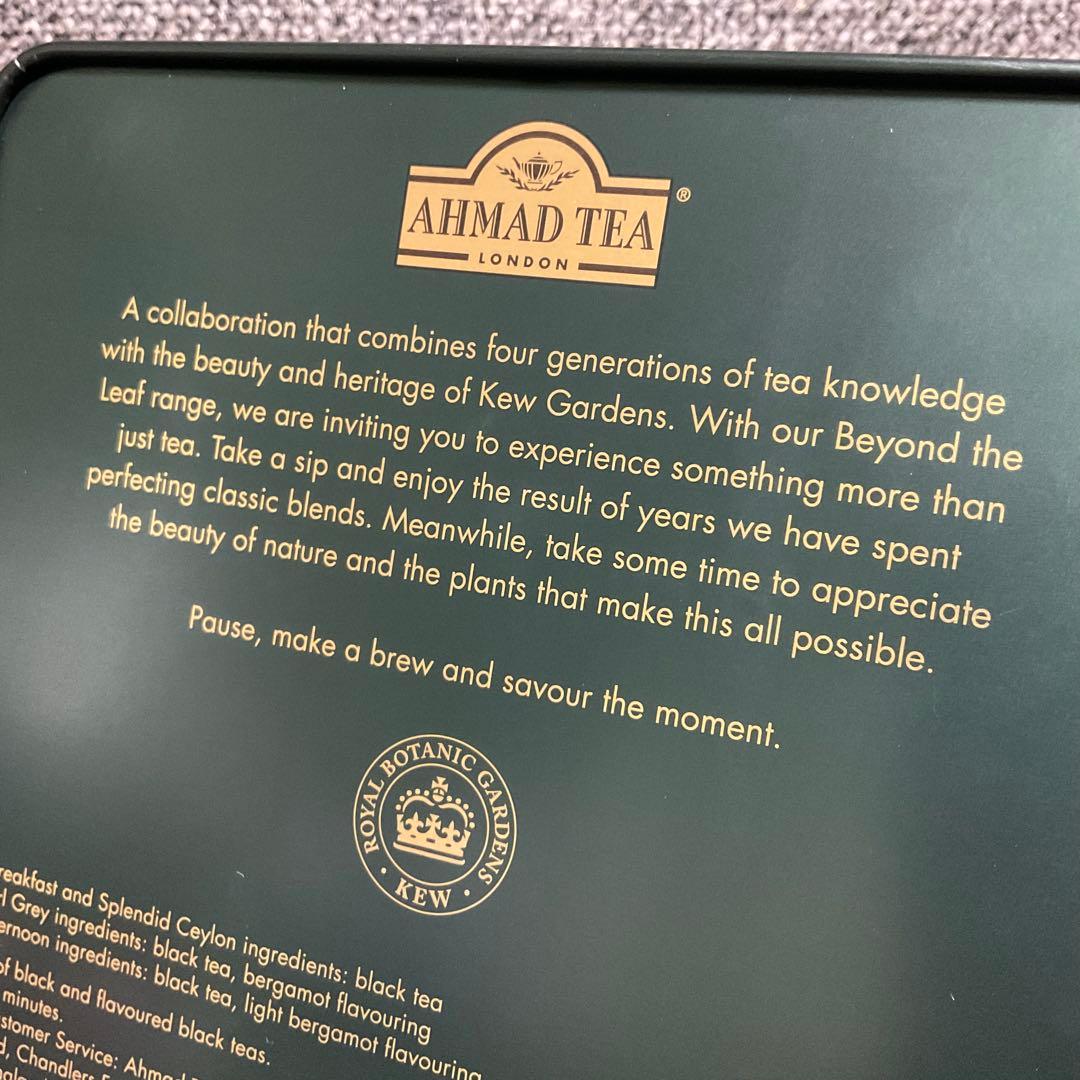 AHMAD TEA®
LONDON
A collaboration that combines four generations of tea knowledge
with the beauty and heritage of Kew Gardens. With our Beyond the
Leaf range, we are inviting you to experience something more than
just tea. Take a sip and enjoy the result of years we have spent
perfecting classic blends. Meanwhile, take some time to appreciate
the beauty of nature and the plants that make this all possible.
Pause, make a brew and savour the moment.
ROYAL BOTANIC GARDENS
· KEW ·
reakfast and Splendid Ceylon ingredients: black tea
l Grey ingredients: black tea, bergamot flavouring
ernoon ingredients: black tea, light bergamot flavouring
of black and flavoured black teas.
minutes.
stomer Service: Ahmad
d, Chandlers